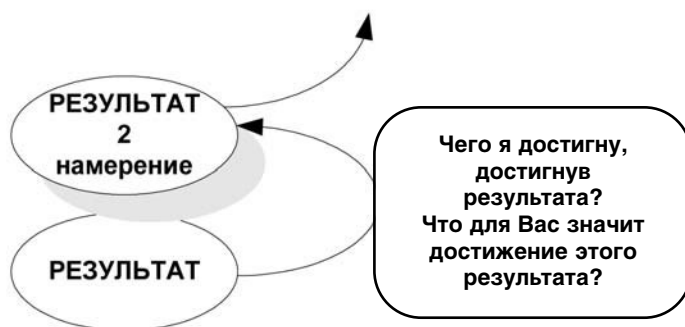 РЕЗУЛЬТАТ
2
намерение
РЕЗУЛЬТАТ
Чего я достигну,
достигнув
результата?
Что для Вас значит
достижение этого
результата?